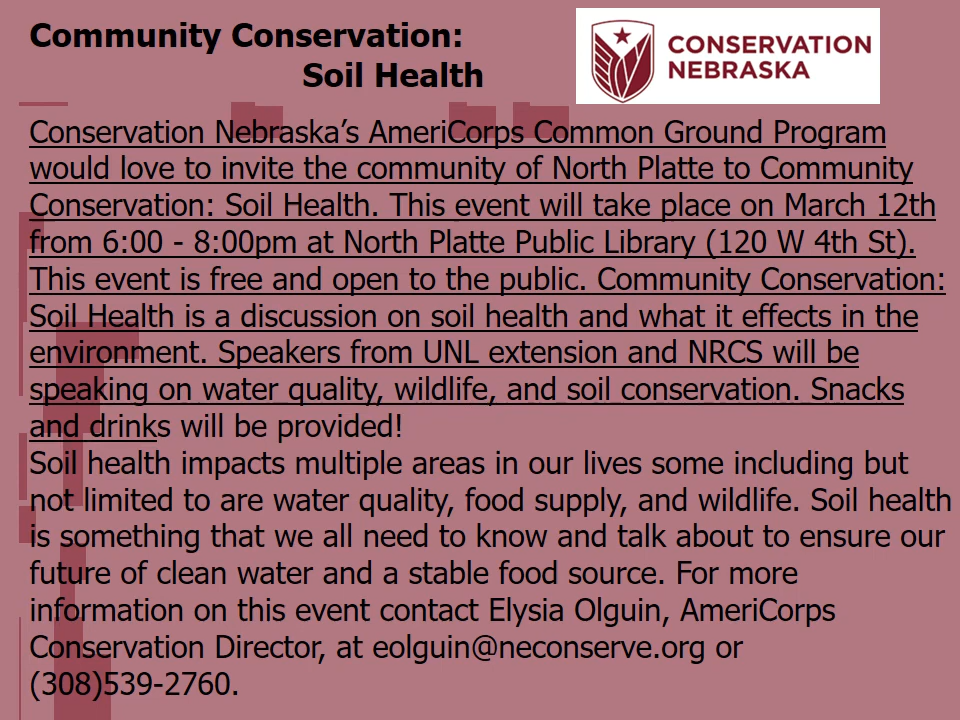 Community Conservation:
Soil Health
CONSERVATION
NEBRASKA
Conservation Nebraska’s AmeriCorps Common Ground Program
would love to invite the community of North Platte to Community
Conservation: Soil Health. This event will take place on March 12th
from 6:00 - 8:00pm at North Platte Public Library (120 W 4th St).
This event is free and open to the public. Community Conservation:
Soil Health is a discussion on soil health and what it effects in the
environment. Speakers from UNL extension and NRCS will be
speaking on water quality, wildlife, and soil conservation. Snacks
and drinks will be provided!
Soil health impacts multiple areas in our lives some including but
not limited to are water quality, food supply, and wildlife. Soil health
is something that we all need to know and talk about to ensure our
future of clean water and a stable food source. For more
information on this event contact Elysia Olguin, AmeriCorps
Conservation Director, at eolguin@neconserve.org or
(308)539-2760.